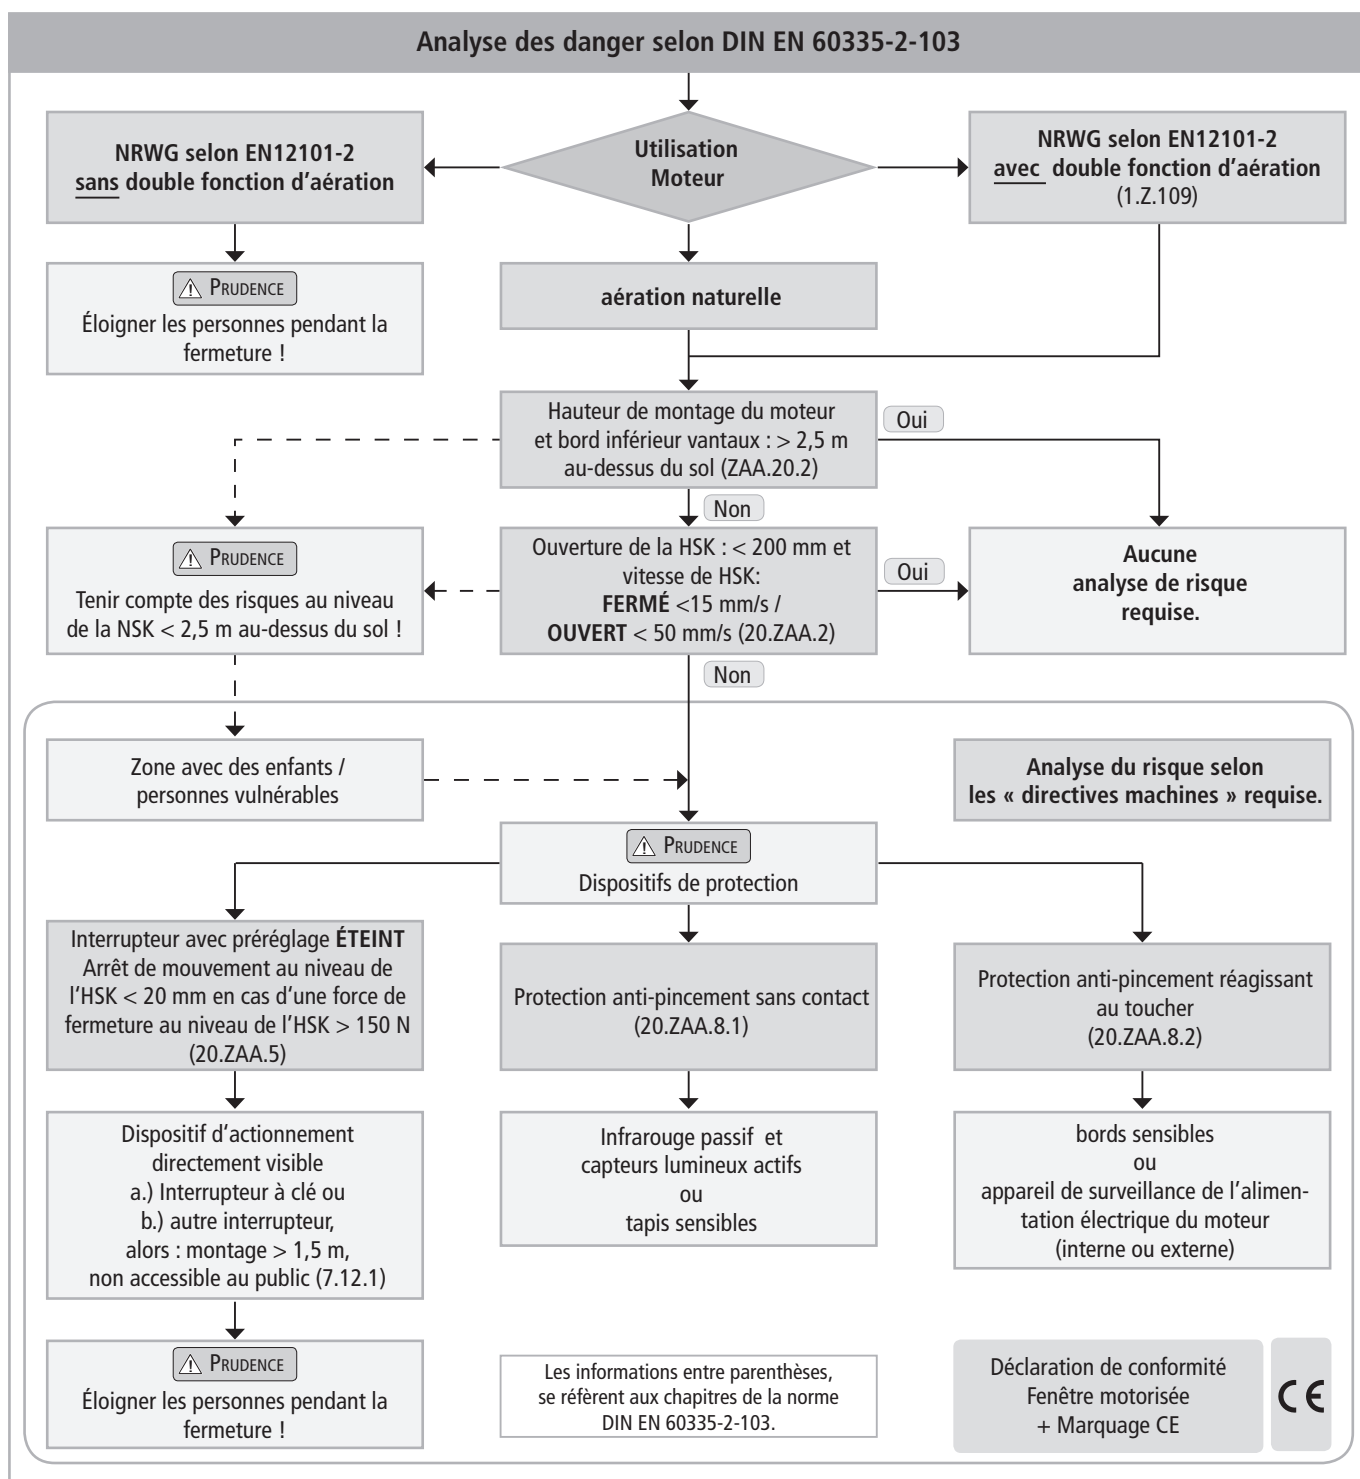 Analyse des danger selon DIN EN 60335-2-103
NRWG selon EN12101-2
sans double fonction d'aération
Utilisation
Moteur
NRWG selon EN12101-2
avec double fonction d'aération
(1.Z.109)
PRUDENCE
Éloigner les personnes pendant la
fermeture !
aération naturelle
Hauteur de montage du moteur
et bord inférieur vantaux : > 2,5 m
au-dessus du sol (ZAA.20.2)
Oui
Non
PRUDENCE
Tenir compte des risques au niveau
de la NSK < 2,5 m au-dessus du sol !
Ouverture de la HSK : < 200 mm et
vitesse de HSK:
FERMÉ <15 mm/s /
OUVERT < 50 mm/s (20.ZAA.2)
Oui
Aucune
analyse de risque
requise.
Non
Zone avec des enfants /
personnes vulnérables
Analyse du risque selon
les « directives machines » requise.
PRUDENCE
Dispositifs de protection
Interrupteur avec préréglage ÉTEINT
Arrêt de mouvement au niveau de
l'HSK < 20 mm en cas d'une force de
fermeture au niveau de l'HSK > 150 N
(20.ZAA.5)
Protection anti-pincement sans contact
(20.ZAA.8.1)
Protection anti-pincement réagissant
au toucher
(20.ZAA.8.2)
Dispositif d'actionnement
directement visible
a.) Interrupteur à clé ou
b.) autre interrupteur,
alors : montage > 1,5 m,
non accessible au public (7.12.1)
Infrarouge passif et
capteurs lumineux actifs
ou
tapis sensibles
bords sensibles
ou
appareil de surveillance de l'alimen-
tation électrique du moteur
(interne ou externe)
PRUDENCE
Éloigner les personnes pendant la
fermeture !
Les informations entre parenthèses,
se réfèrent aux chapitres de la norme
DIN EN 60335-2-103.
Déclaration de conformité
Fenêtre motorisée
+ Marquage CE
CE